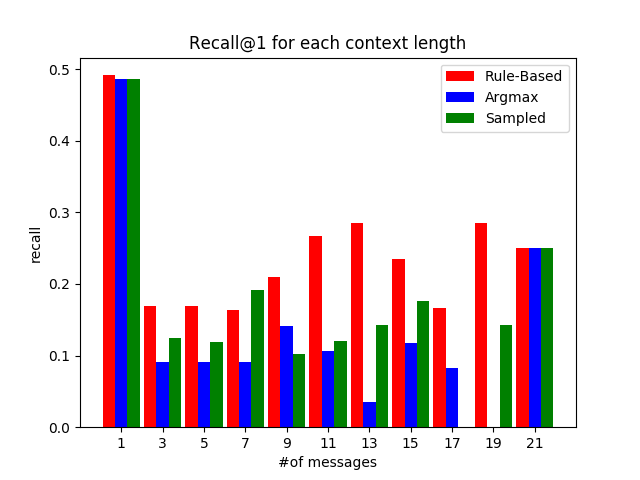 Recall@1 for each context length
Rule-Based
Argmax
Sampled
recall
0.5
0.4
0.3
0.2
0.1
0.0
1 3 5 7 9 11 13 15 17 19 21
#of messages